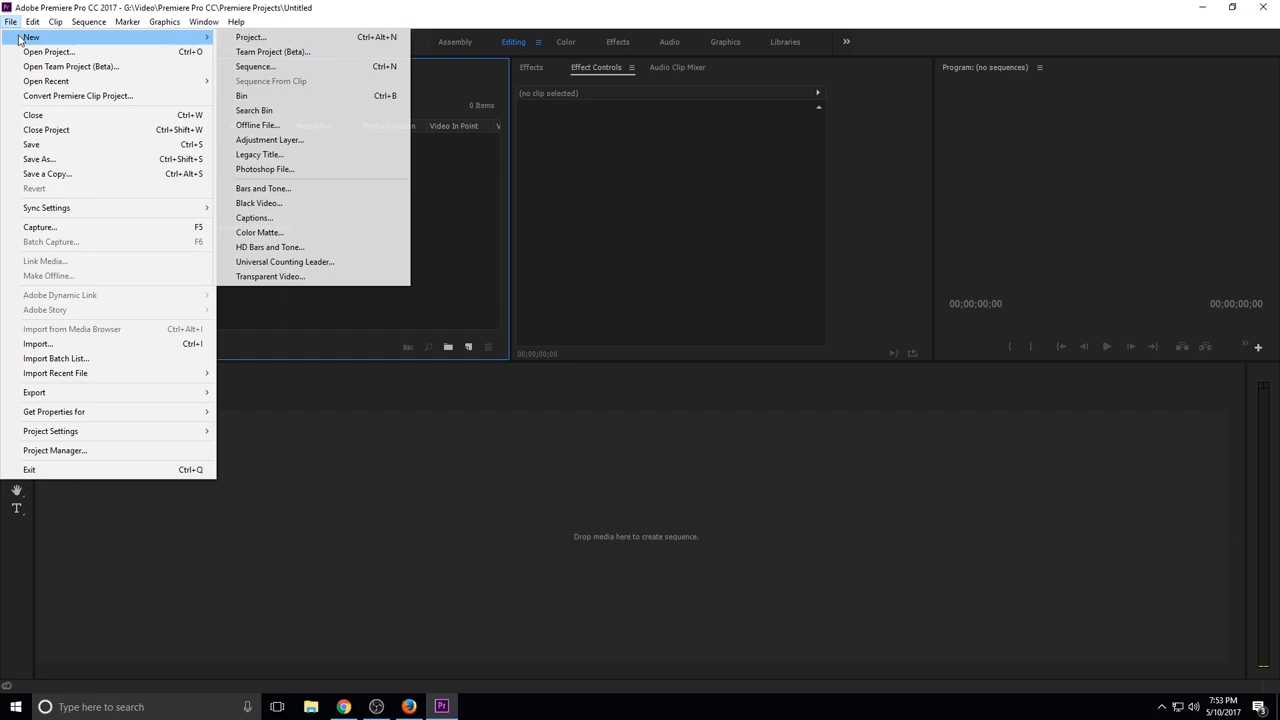 Adobe Premiere Pro CC 2017 - G:\Video\Premiere Pro CC\Premiere Projects\Untitled
File Edit Clip Sequence Marker Graphics Window Help
Assembly Editing Color Effects Audio Graphics Libraries
New
Open Project... Ctrl+O
Open Team Project (Beta)...
Open Recent
Convert Premiere Clip Project...
Close Ctrl+W
Close Project Ctrl+Shift+W
Save Ctrl+S
Save As... Ctrl+Shift+S
Save a Copy... Ctrl+Alt+S
Revert
Sync Settings
Capture... F5
Batch Capture... F6
Link Media...
Make Offline...
Adobe Dynamic Link
Adobe Story
Import from Media Browser Ctrl+Alt+I
Import... Ctrl+I
Import Batch List...
Import Recent File
Export
Get Properties for
Project Settings
Project Manager...
Exit Ctrl+Q
Project... Ctrl+Alt+N
Team Project (Beta)...
Sequence... Ctrl+N
Sequence From Clip
Bin Ctrl+B
Search Bin
Offline File...
Adjustment Layer...
Legacy Title...
Photoshop File...
Bars and Tone...
Black Video...
Captions...
Color Matte...
HD Bars and Tone...
Universal Counting Leader...
Transparent Video...
0 Items
Media End Media Duration Video In Point V
Effects Effect Controls Audio Clip Mixer
(no clip selected)
00;00;00;00
Program: (no sequences)
00;00;00;00 00;00;00;00
Drop media here to create sequence.
T
Type here to search
Pr
7:53 PM
5/10/2017
3